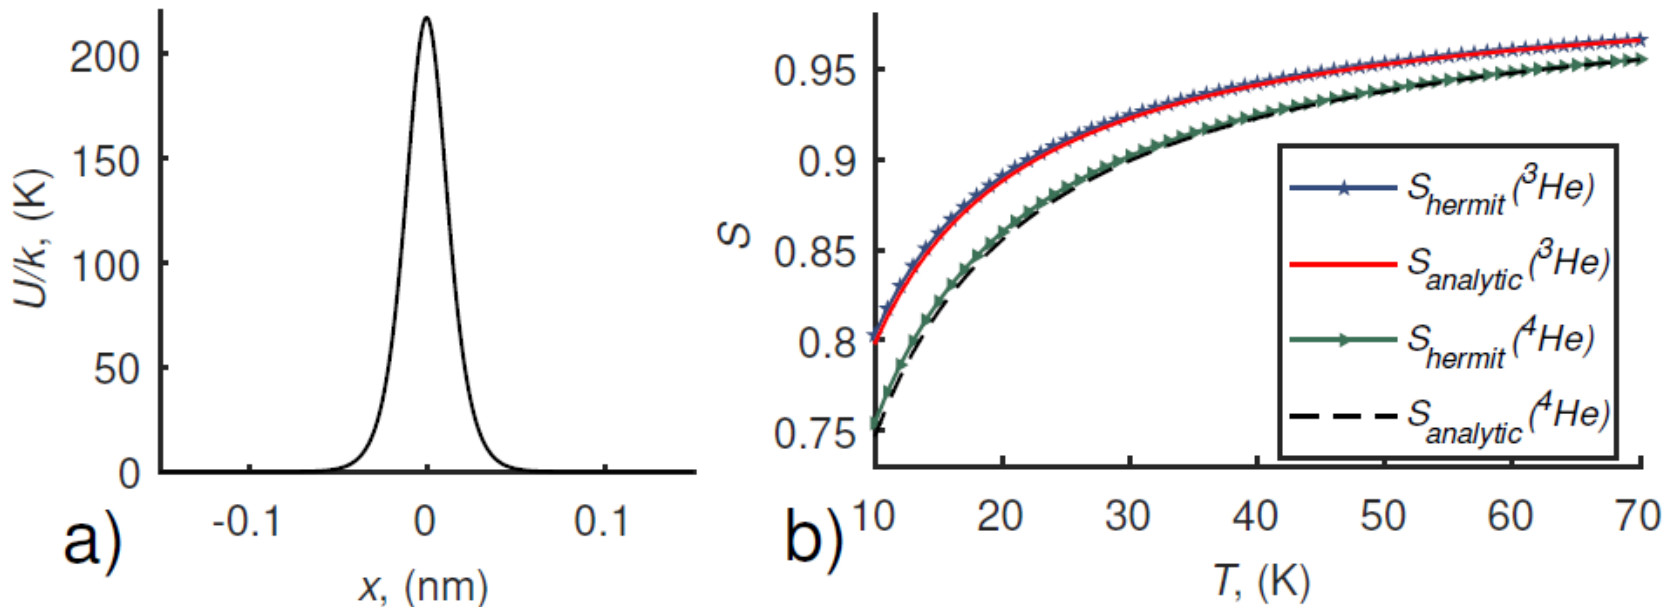 200
150
100
50
0
U/k, (K)
-0.1 0 0.1
x, (nm)
a)
0.95
0.9
0.85
0.8
0.75
S
10 20 30 40 50 60 70
T, (K)
b)
S_hermit (^3He)
S_analytic (^3He)
S_hermit (^4He)
S_analytic (^4He)